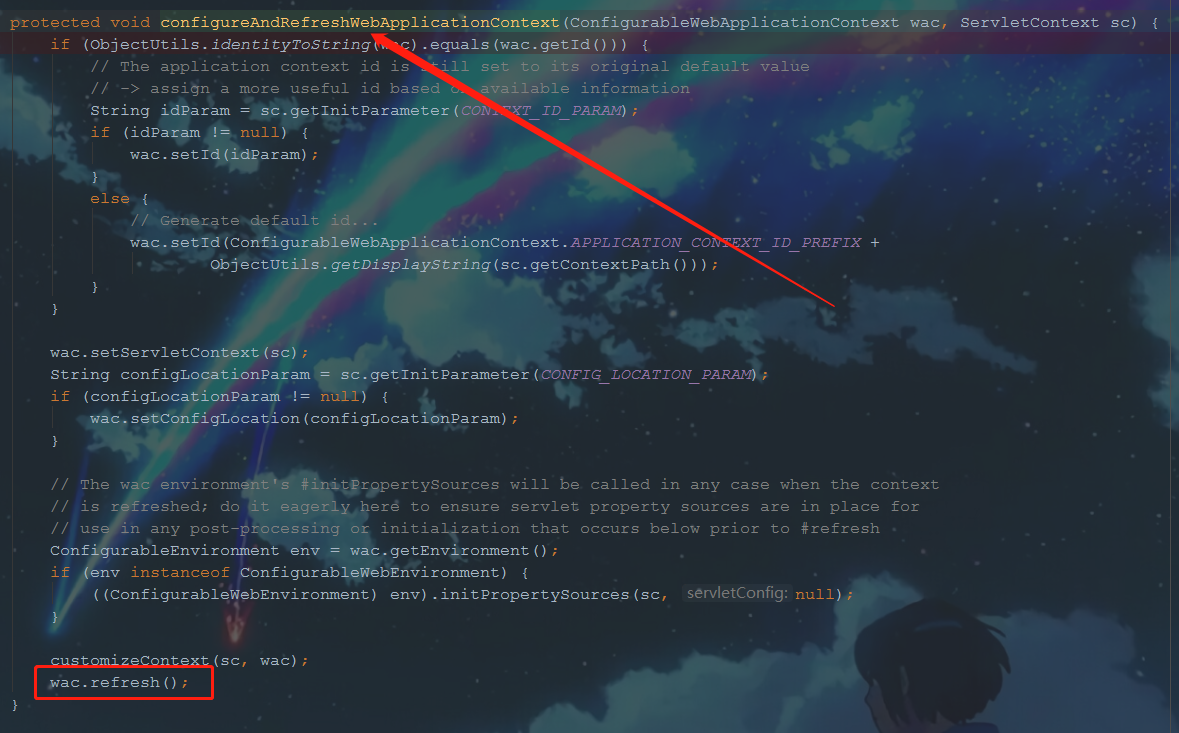 protected void configureAndRefreshWebApplicationContext(ConfigurableWebApplicationContext wac, ServletContext sc) {
if (ObjectUtils.identityToString(wac).equals(wac.getId())) {
// The application context id is still set to its original default value
// -> assign a more useful id based on available information
String idParam = sc.getInitParameter(CONTEXT_ID_PARAM);
if (idParam != null) {
wac.setId(idParam);
}
else {
// Generate default id...
wac.setId(ConfigurableWebApplicationContext.APPLICATION_CONTEXT_ID_PREFIX +
ObjectUtils.getDisplayString(sc.getContextPath()));
}
}
wac.setServletContext(sc);
String configLocationParam = sc.getInitParameter(CONFIG_LOCATION_PARAM);
if (configLocationParam != null) {
wac.setConfigLocation(configLocationParam);
}
// The wac environment's #initPropertySources will be called in any case when the context
// is refreshed; do it eagerly here to ensure servlet property sources are in place for
// use in any post-processing or initialization that occurs below prior to #refresh
ConfigurableEnvironment env = wac.getEnvironment();
if (env instanceof ConfigurableWebEnvironment) {
((ConfigurableWebEnvironment) env).initPropertySources(sc, servletConfig: null);
}
customizeContext(sc, wac);
wac.refresh();
}